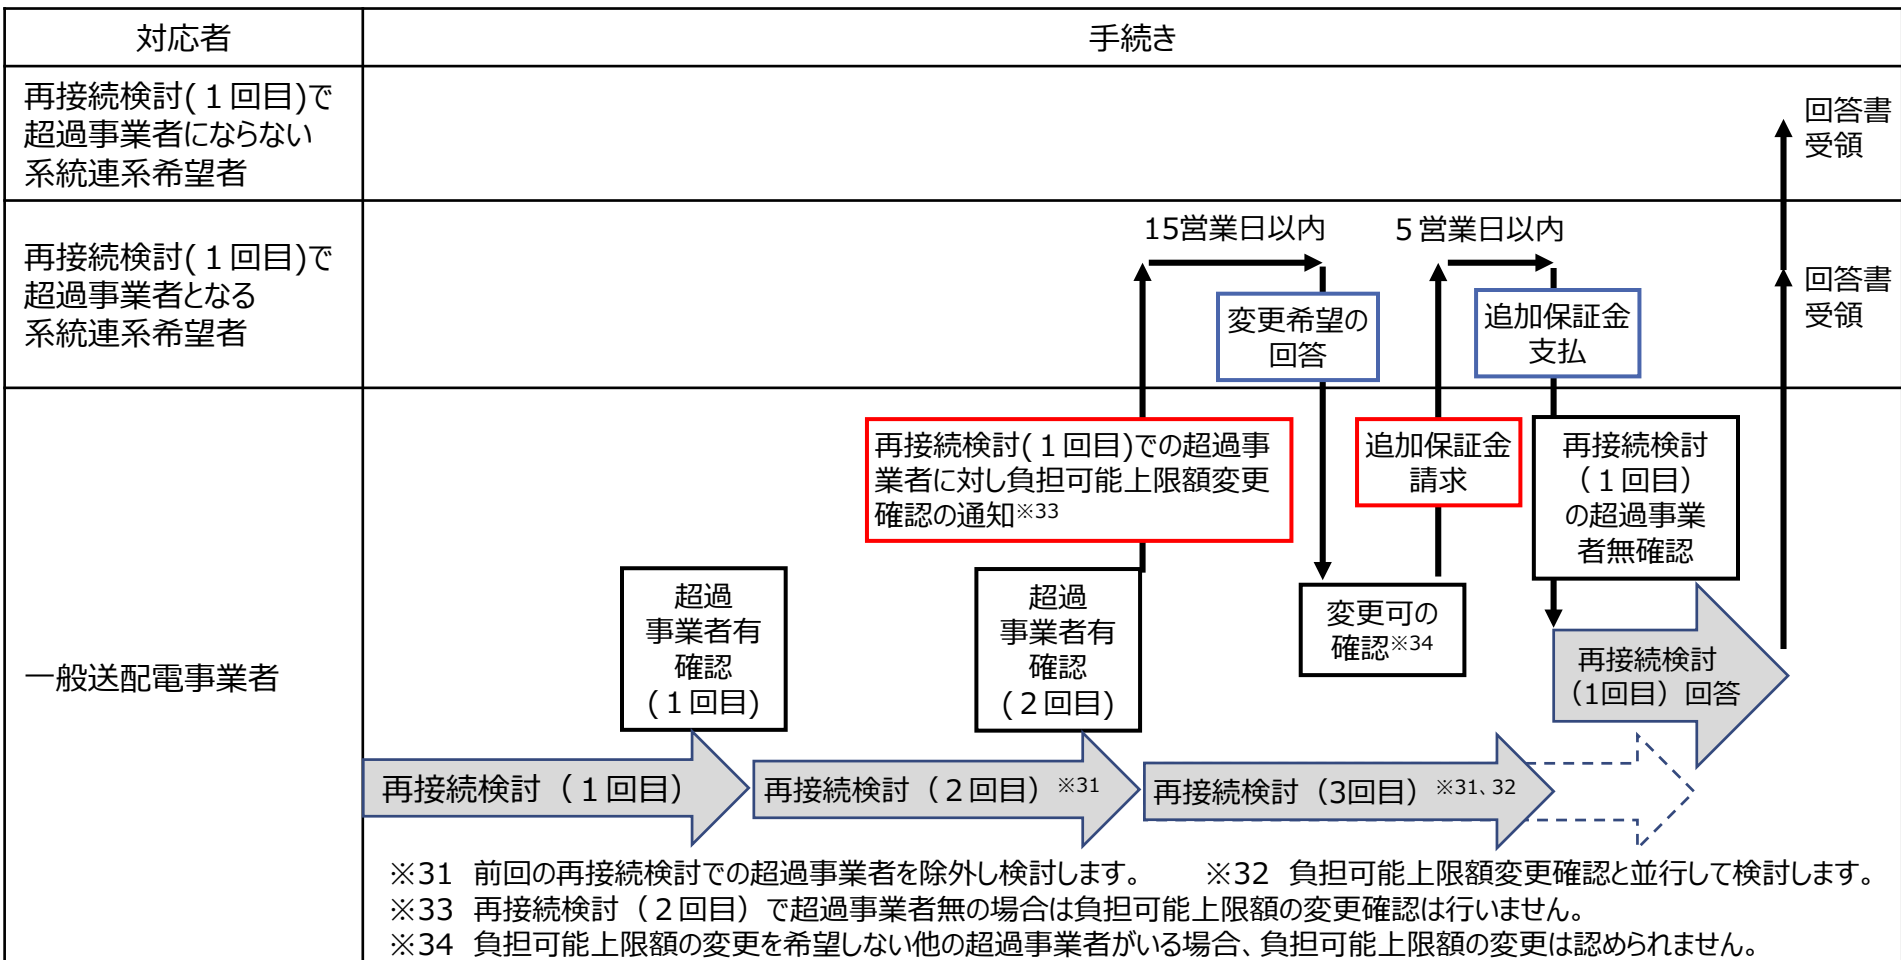 対応者
手続き
再接続検討(１回目)で
超過事業者にならない
系統連系希望者
回答書
受領
再接続検討(１回目)で
超過事業者となる
系統連系希望者
15営業日以内
５営業日以内
変更希望の
回答
追加保証金
支払
回答書
受領
一般送配電事業者
再接続検討(１回目)での超過事
業者に対し負担可能上限額変更
確認の通知※33
追加保証金
請求
再接続検討
（１回目）
の超過事業
者無確認
超過
事業者有
確認
(１回目)
超過
事業者有
確認
(２回目)
変更可の
確認※34
再接続検討
（1回目）回答
再接続検討（１回目）
再接続検討（２回目）※31
再接続検討（3回目）※31、32
※31 前回の再接続検討での超過事業者を除外し検討します。 ※32 負担可能上限額変更確認と並行して検討します。
※33 再接続検討（２回目）で超過事業者無の場合は負担可能上限額の変更確認は行いません。
※34 負担可能上限額の変更を希望しない他の超過事業者がいる場合、負担可能上限額の変更は認められません。